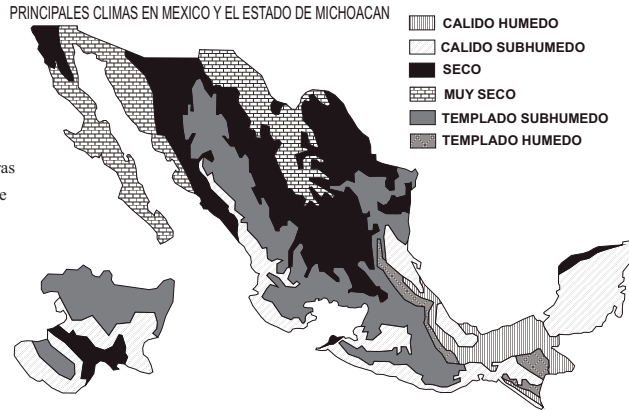 PRINCIPALES CLIMAS EN MEXICO Y EL ESTADO DE MICHOACAN
CALIDO HUMEDO
CALIDO SUBHUMEDO
SECO
MUY SECO
TEMPLADO SUBHUMEDO
TEMPLADO HUMEDO
ras
e